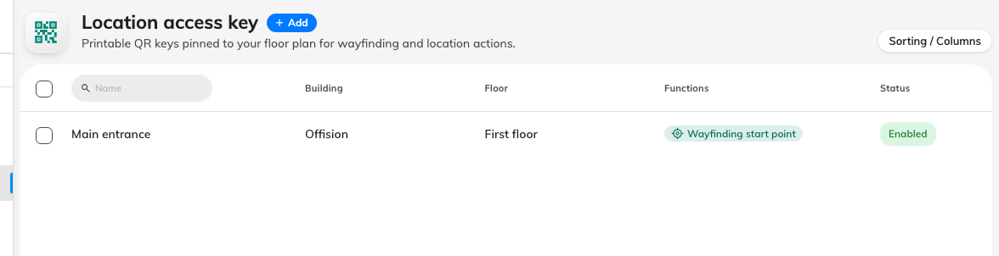 Location access key
+ Add
Printable QR keys pinned to your floor plan for wayfinding and location actions.
Sorting / Columns
Name
Building
Floor
Functions
Status
Main entrance
Offision
First floor
Wayfinding start point
Enabled